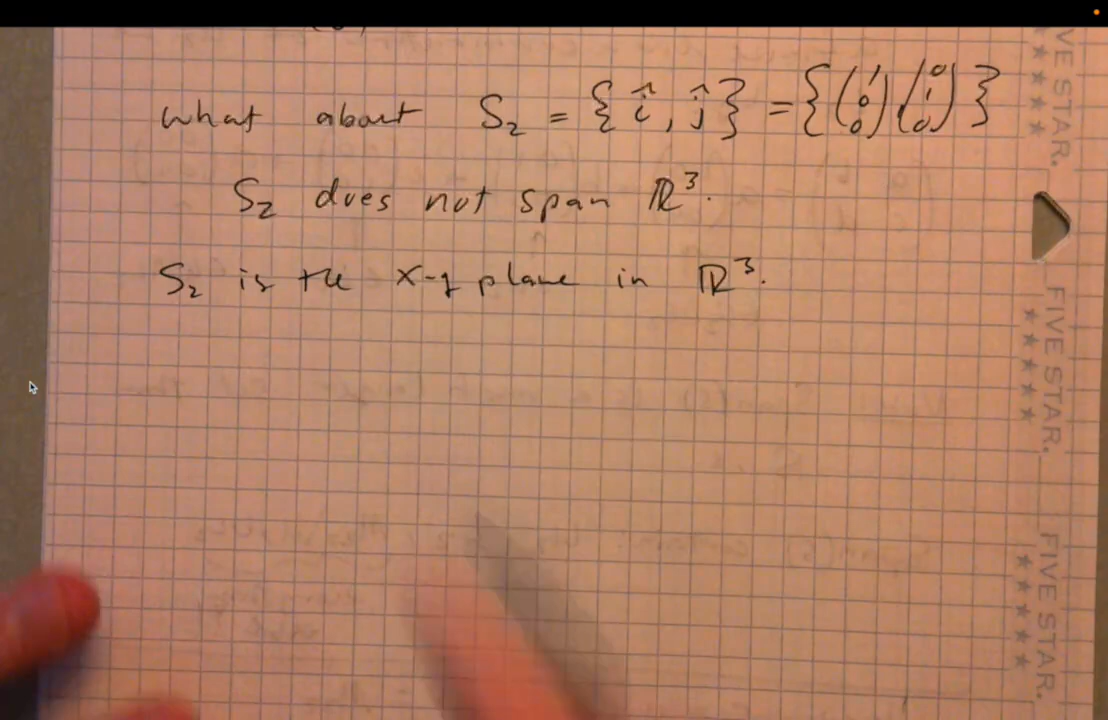 What about S₂ = { î, ĵ } = { (1 0 0) (0 1 0) }
S₂ does not span ℝ³.
S₂ is the x-y plane in ℝ³.
FIVE STAR.
FIVE STAR.
FIVE STAR.